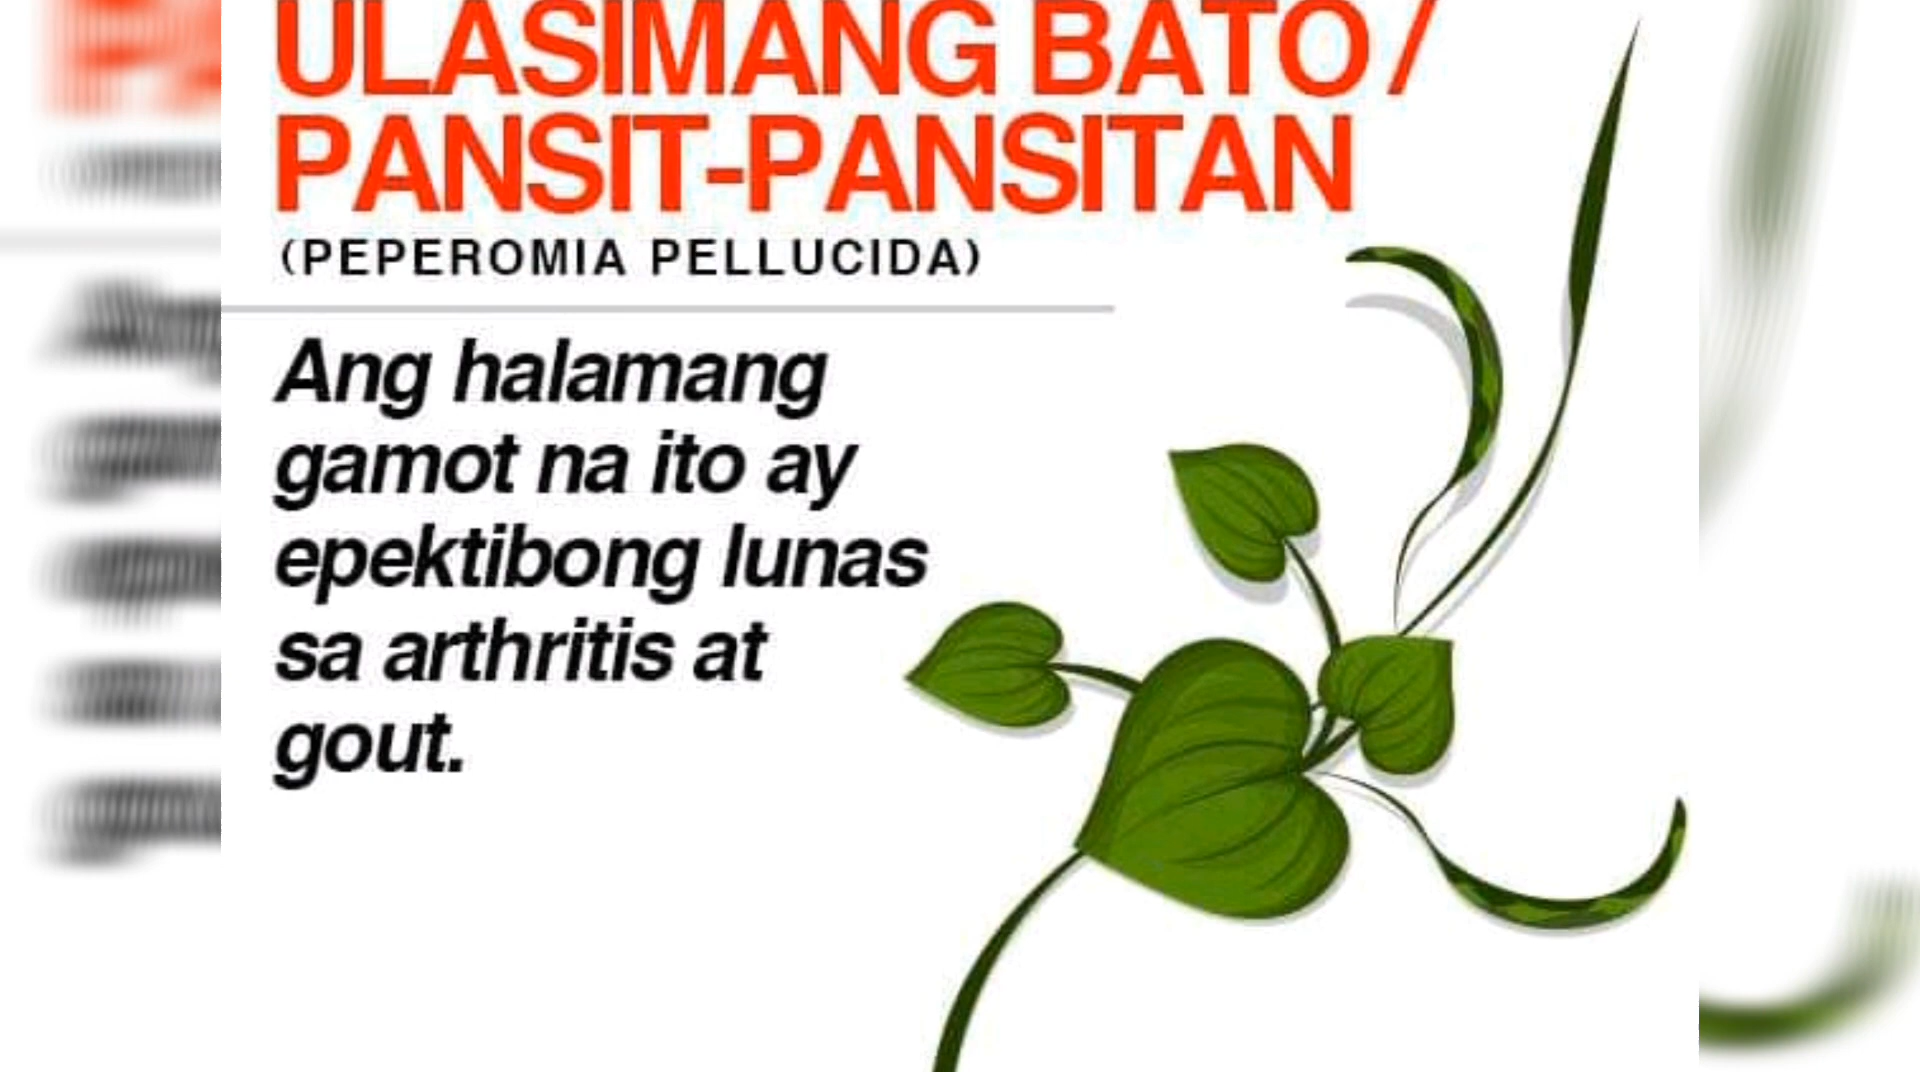 ULASIMANG BATO /
PANSIT-PANSITAN
(PEPEROMIA PELLUCIDA)
Ang halamang
gamot na ito ay
epektibong lunas
sa arthritis at
gout.